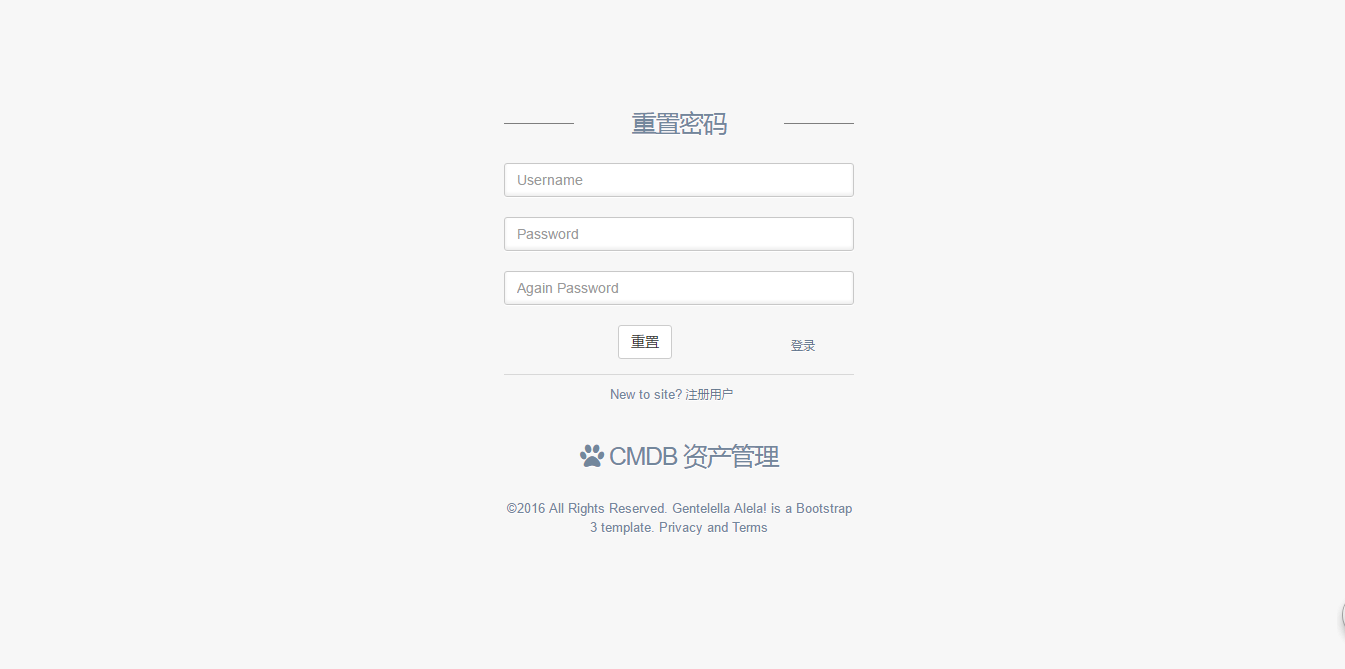 重置密码
Username
Password
Again Password
重置 登录
New to site? 注册用户
CMDB 资产管理
©2016 All Rights Reserved. Gentelella Alela! is a Bootstrap
3 template. Privacy and Terms